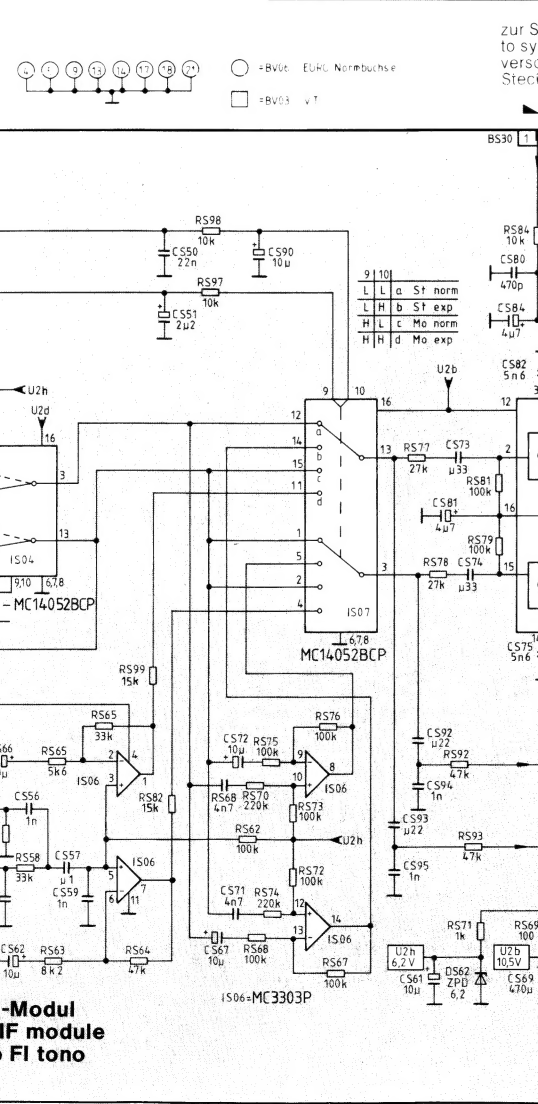 zur S
to sy
versc
Steck
4 9 13 14 17 18
=BV06 EURO Normbuchse
=BV03
BS30 1
RS98
10k
CS50
22n
CS90
10µ
RS97
10k
CS51
2µ2
RS84
10k
CS80
470p
CS84
4µ7
CS82
5n6
9 10
L L a St norm
L H b St exp
H L c Mo norm
H H d Mo exp
U2h
U2d
U2b
16
3
13
IS04
9,10 6,7,8
-MC14052BCP
9 10
16
12
14
15
11
1
5
2
4
a
b
c
d
13
3
IS07
6,7,8
MC14052BCP
RS77
27k
CS73
µ33
RS81
100k
CS81
4µ7
RS79
100k
RS78
27k
CS74
µ33
12
2
16
15
CS75
5n6
RS99
15k
RS65
33k
RS65
5k6
2
3
4
1
IS06
RS82
15k
CS72
10µ
RS75
100k
RS76
100k
9
10
8
IS06
RS68
4n7
RS70
220k
RS73
100k
CS92
µ22
RS92
47k
CS94
1n
CS93
µ22
RS93
47k
CS95
1n
CS56
1n
RS58
33k
CS57
µ1
CS59
1n
RS62
100k
U2h
5
6
7
11
IS06
RS72
100k
CS71
4n7
RS74
220k
12
13
14
IS06
CS67
10µ
RS68
100k
RS67
100k
CS62
10µ
RS63
8k2
RS64
47k
RS71
1k
RS69
100
U2h
6,2V
CS61
10µ
DS62
ZPD
6,2
U2b
10,5V
CS69
470µ
IS06=MC3303P
-Modul
IF module
FI tono